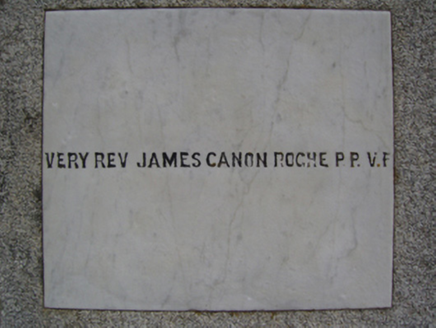 VERY REV JAMES CANON ROCHE P.P. V.F